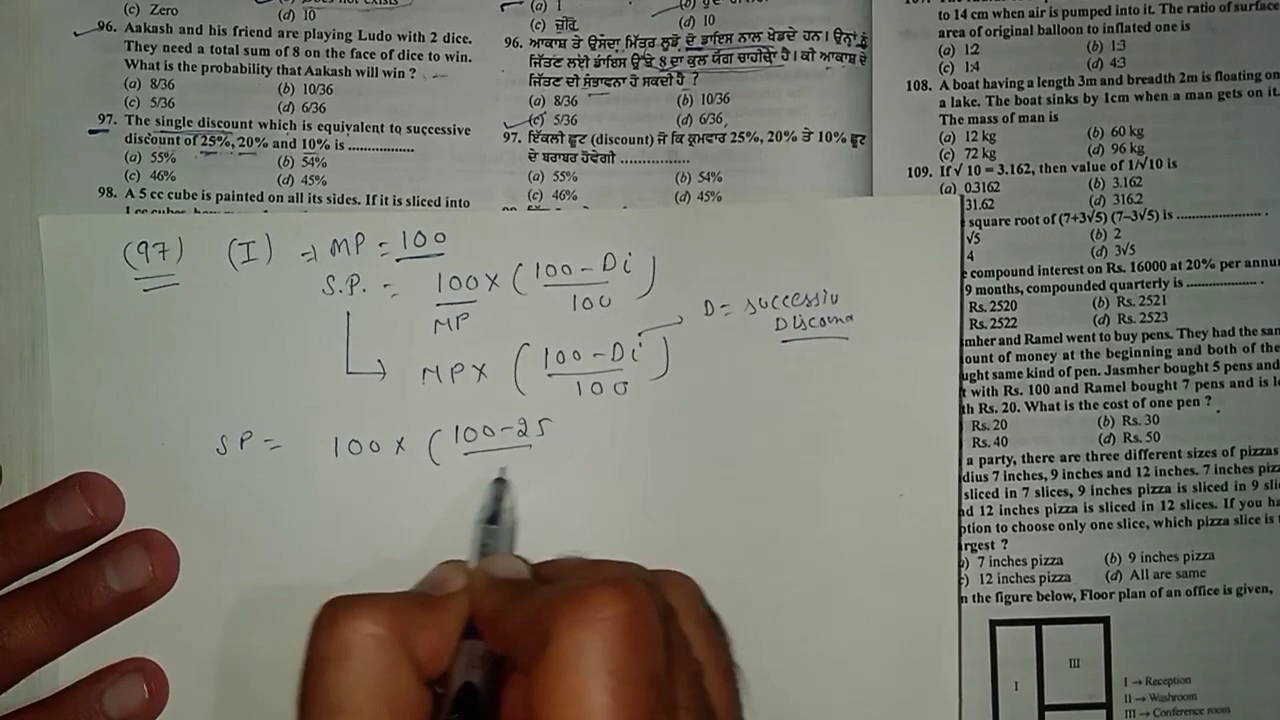 (c) Zero
(d) 10
96. Aakash and his friend are playing Ludo with 2 dice.
They need a total sum of 8 on the face of dice to win.
What is the probability that Aakash will win ?
(a) 8/36 (b) 10/36
(c) 5/36 (d) 6/36
97. The single discount which is equivalent to successive
discount of 25%, 20% and 10% is ................
(a) 55% (b) 54%
(c) 46% (d) 45%
98. A 5 cc cube is painted on all its sides. If it is sliced into
(a) 1
(c) ਜ਼ੀਰੋ (d) 10
96. ਆਕਾਸ਼ ਤੇ ਉਸਦਾ ਮਿੱਤਰ ਲੂਡੋ ਦੋ ਡਾਇਸ ਨਾਲ ਖੇਡਦੇ ਹਨ। ਉਨ੍ਹਾਂ ਨੂੰ
ਜਿੱਤਣ ਲਈ ਡਾਇਸ ਉੱਤੇ 8 ਦਾ ਕੁਲ ਯੋਗ ਚਾਹੀਦਾ ਹੈ। ਕੀ ਆਕਾਸ਼ ਦੇ
ਜਿੱਤਣ ਦੀ ਸੰਭਾਵਨਾ ਹੋ ਸਕਦੀ ਹੈ ?
(a) 8/36 (b) 10/36
(c) 5/36 (d) 6/36
97. ਇੱਕਲੀ ਛੂਟ (discount) ਜੋ ਕਿ ਕ੍ਰਮਵਾਰ 25%, 20% ਤੇ 10% ਛੂਟ
ਦੇ ਬਰਾਬਰ ਹੋਵੇਗੀ ................
(a) 55% (b) 54%
(c) 46% (d) 45%
to 14 cm when air is pumped into it. The ratio of surface
area of original balloon to inflated one is
(a) 1:2 (b) 1:3
(c) 1:4 (d) 4:3
108. A boat having a length 3m and breadth 2m is floating on
a lake. The boat sinks by 1cm when a man gets on it.
The mass of man is
(a) 12 kg (b) 60 kg
(c) 72 kg (d) 96 kg
109. If √10 = 3.162, then value of 1/√10 is
(a) 0.3162 (b) 3.162
31.62 (d) 316.2
square root of (7+3√5) (7–3√5) is ...................... .
√5 (b) 2
4 (d) 3√5
compound interest on Rs. 16000 at 20% per
9 months, compounded quarterly is .................. .
Rs. 2520 (b) Rs. 2521
Rs. 2522 (d) Rs. 2523
and Ramel went to buy pens. They had the
of money at the beginning and both of the
same kind of pen. Jasmher bought 5 pens and
with Rs. 100 and Ramel bought 7 pens and is
Rs. 20. What is the cost of one pen ?
Rs. 20 (b) Rs. 30
Rs. 40 (d) Rs. 50
a party, there are three different sizes of pizzas
7 inches, 9 inches and 12 inches. 7 inches
sliced in 7 slices, 9 inches pizza is sliced in 9
12 inches pizza is sliced in 12 slices. If you
to choose only one slice, which pizza slice is
?
7 inches pizza (b) 9 inches pizza
12 inches pizza (d) All are same
the figure below, Floor plan of an office is given,
I
III
I → Reception
II → Washroom
III → Conference room
(97) (I) ⇒ MP = 100
S.P. = 100 × (100 – Di / 100)
MP
D = successiv
Discoun
MP × (100 – Di / 100)
SP = 100 × (100 – 25